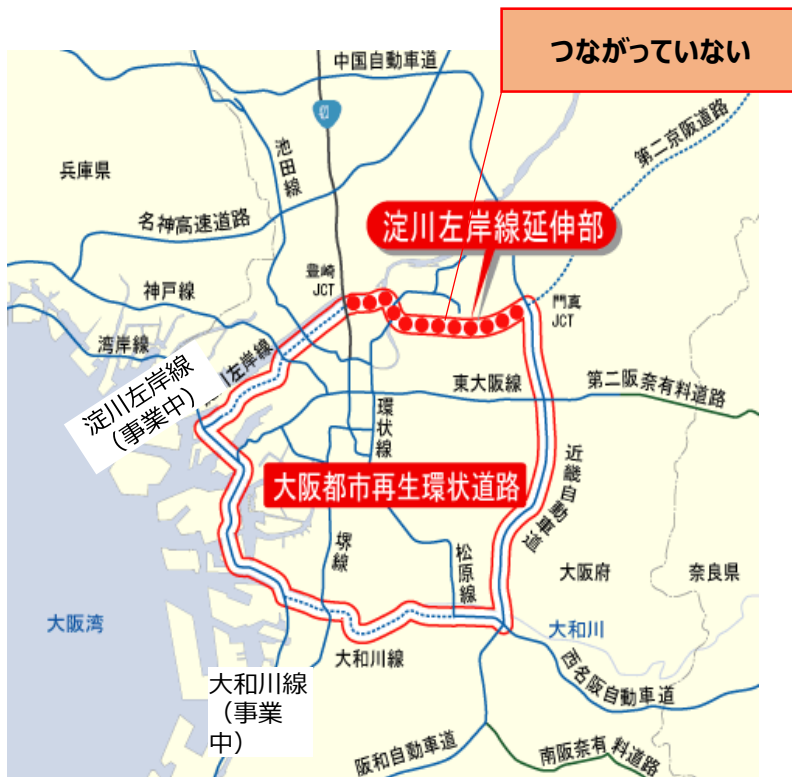 つながっていない
中国自動車道
423
池田線
第二京阪道路
兵庫県
名神高速道路
淀川左岸線延伸部
豊崎
JCT
神戸線
門真
JCT
湾岸線
左岸線
淀川左岸線
（事業中）
東大阪線
第二阪奈有料道路
環状線
大阪都市再生環状道路
近畿自動車道
堺線
松原線
大阪府
奈良県
大阪湾
大和川
大和川線
西名阪自動車道
大和川線
（事業
中）
阪和自動車道
南阪奈有料道路